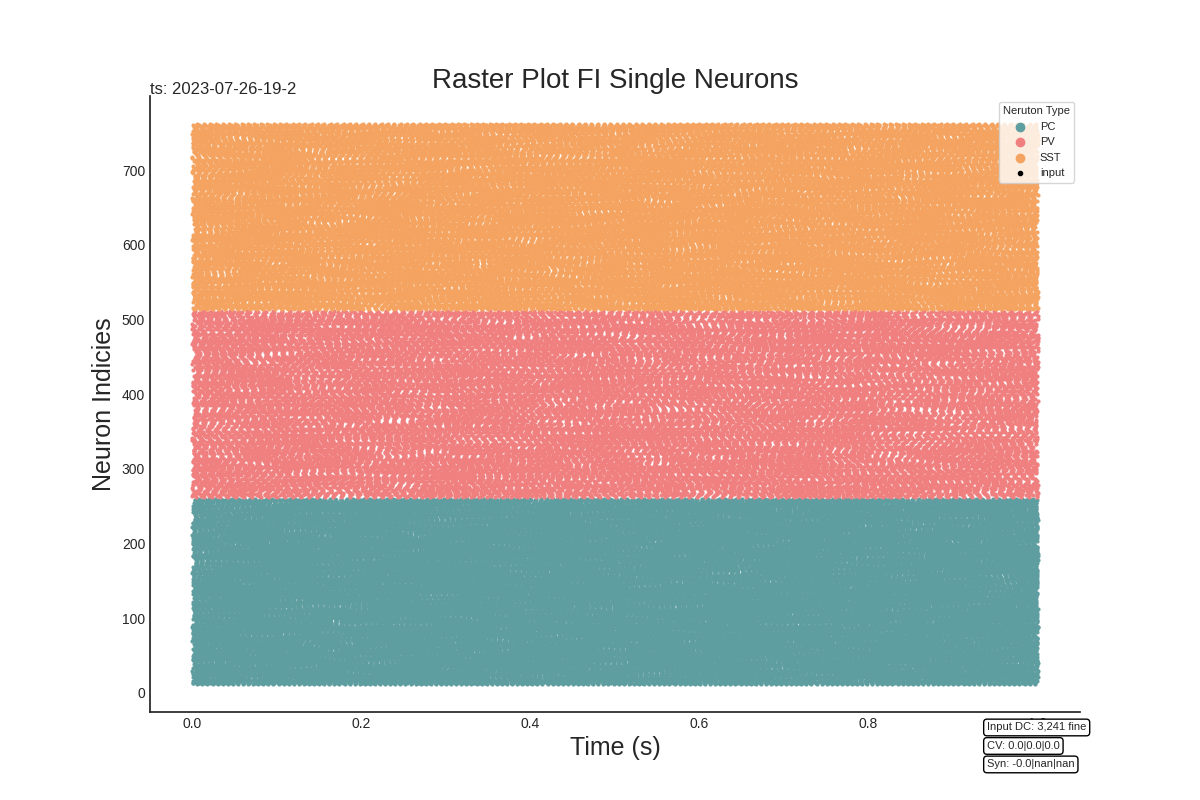 Raster Plot FI Single Neurons
ts: 2023-07-26-19-2
Neruton Type
PC
PV
SST
input
Neuron Indicies
700
600
500
400
300
200
100
0
0.0 0.2 0.4 0.6 0.8
Time (s)
Input DC: 3,241 fine
CV: 0.0|0.0|0.0
Syn: -0.0|nan|nan